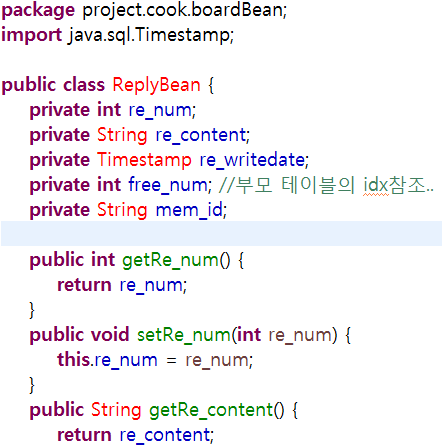 package project.cook.boardBean;
import java.sql.Timestamp;
public class ReplyBean {
private int re_num;
private String re_content;
private Timestamp re_writedate;
private int free_num; //부모 테이블의 idx참조..
private String mem_id;
public int getRe_num() {
return re_num;
}
public void setRe_num(int re_num) {
this.re_num = re_num;
}
public String getRe_content() {
return re_content;